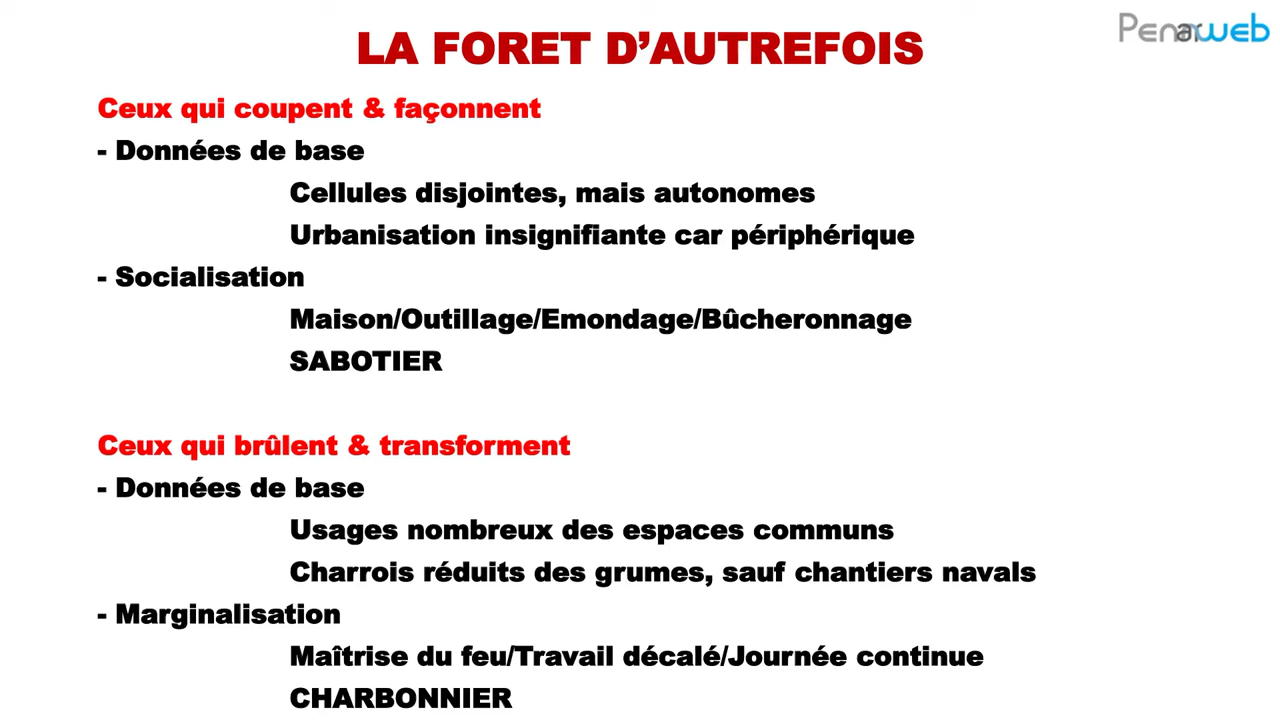 Penarweb
LA FORET D’AUTREFOIS
Ceux qui coupent & façonnent
- Données de base
Cellules disjointes, mais autonomes
Urbanisation insignifiante car périphérique
- Socialisation
Maison/Outillage/Emondage/Bûcheronnage
SABOTIER
Ceux qui brûlent & transforment
- Données de base
Usages nombreux des espaces communs
Charrois réduits des grumes, sauf chantiers navals
- Marginalisation
Maîtrise du feu/Travail décalé/Journée continue
CHARBONNIER